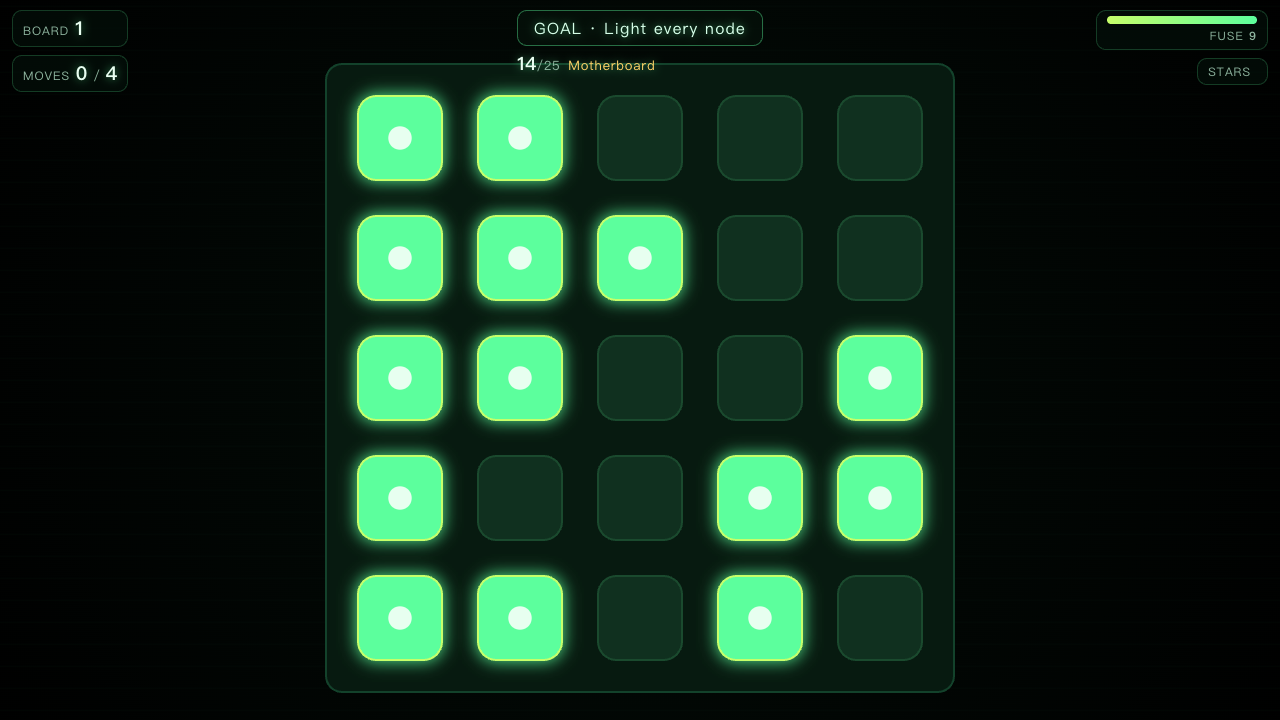 BOARD 1
MOVES 0 / 4
GOAL · Light every node
14/25 Motherboard
FUSE 9
STARS